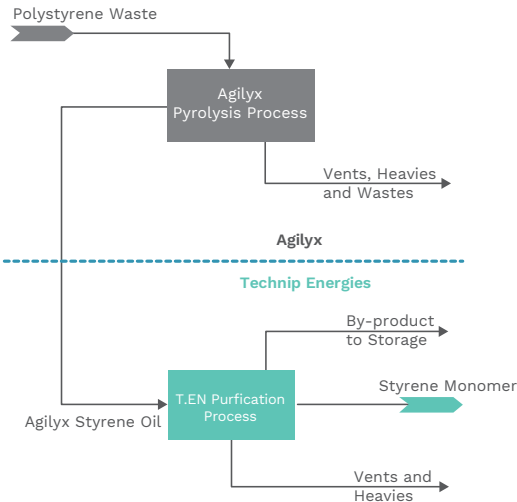 Polystyrene Waste
Agilyx
Pyrolysis Process
Vents, Heavies
and Wastes
Agilyx
Technip Energies
By-product
to Storage
Styrene Monomer
T.EN Purfication
Process
Agilyx Styrene Oil
Vents and
Heavies